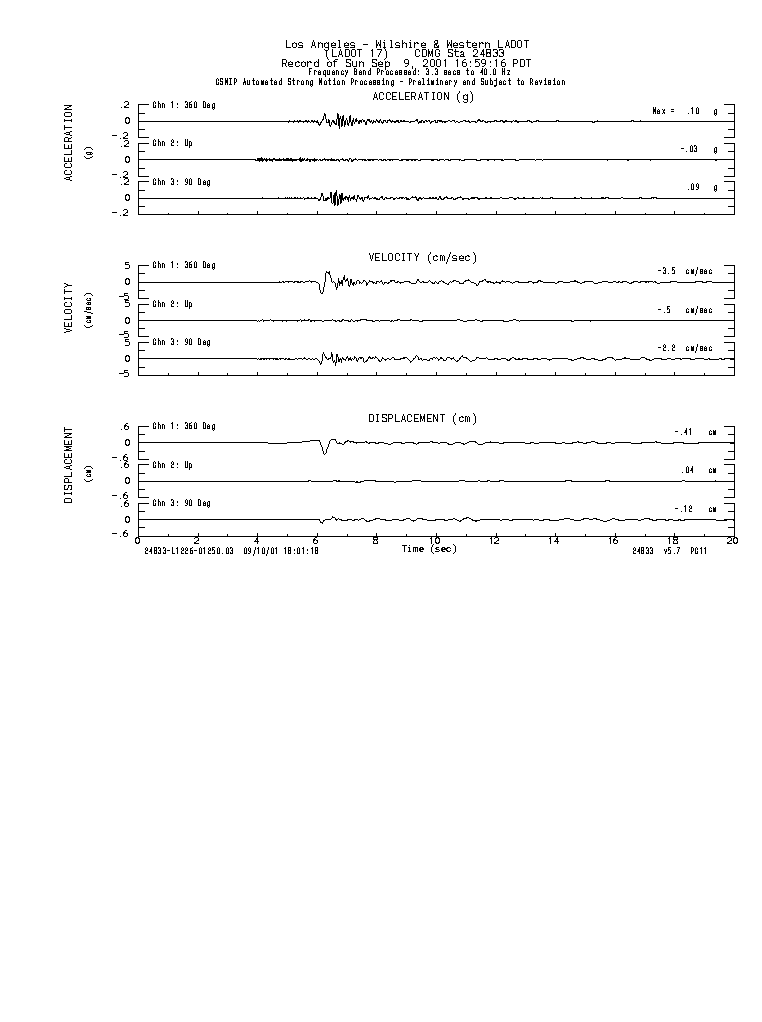 Los Angeles - Wilshire & Western LADOT
(LADOT 17) CDMG Sta 24833
Record of Sun Sep 9, 2001 16:59:16 PDT
Frequency Band Processed: 3.3 secs to 40.0 Hz
CSMIP Automated Strong Motion Processing - Preliminary and Subject to Revision
ACCELERATION (g)
ACCELERATION
(g)
.2
0
-.2
Chn 1: 360 Deg
Max = .10 g
.2
0
-.2
Chn 2: Up
-.03 g
.2
0
-.2
Chn 3: 90 Deg
.09 g
VELOCITY (cm/sec)
VELOCITY
(cm/sec)
5
0
-5
Chn 1: 360 Deg
-3.5 cm/sec
5
0
-5
Chn 2: Up
-.5 cm/sec
5
0
-5
Chn 3: 90 Deg
-2.2 cm/sec
DISPLACEMENT (cm)
DISPLACEMENT
(cm)
.6
0
-.6
Chn 1: 360 Deg
-.41 cm
.6
0
-.6
Chn 2: Up
.04 cm
.6
0
-.6
Chn 3: 90 Deg
-.12 cm
0 2 4 6 8 10 12 14 16 18 20
Time (sec)
24833-L1226-01250.03 09/10/01 18:01:18
24833 v5.7 PC11